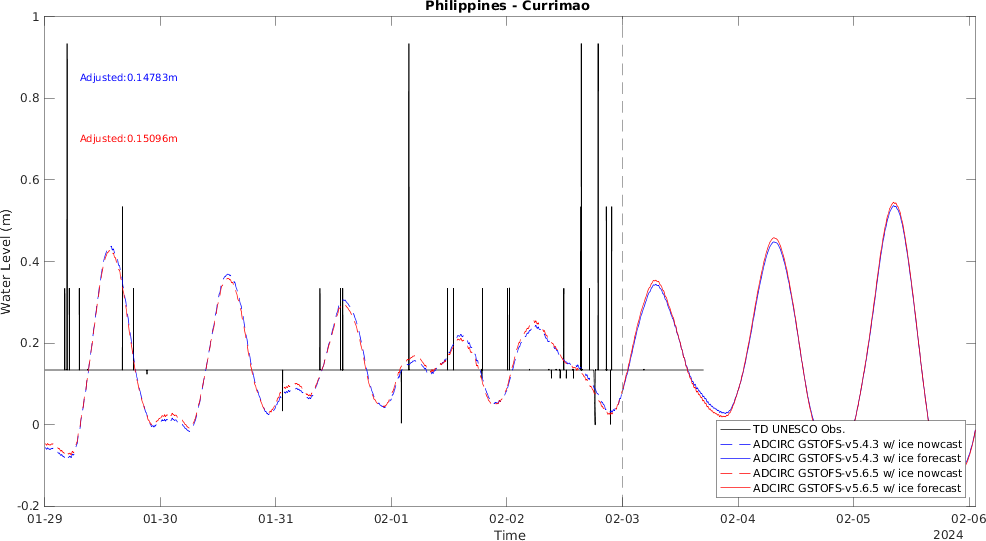 Philippines - Currimao
1
0.8
0.6
0.4
0.2
0
-0.2
Water Level (m)
Adjusted:0.14783m
Adjusted:0.15096m
TD UNESCO Obs.
ADCIRC GSTOFS-v5.4.3 w/ ice nowcast
ADCIRC GSTOFS-v5.4.3 w/ ice forecast
ADCIRC GSTOFS-v5.6.5 w/ ice nowcast
ADCIRC GSTOFS-v5.6.5 w/ ice forecast
01-29 01-30 01-31 02-01 02-02 02-03 02-04 02-05 02-06
Time
2024